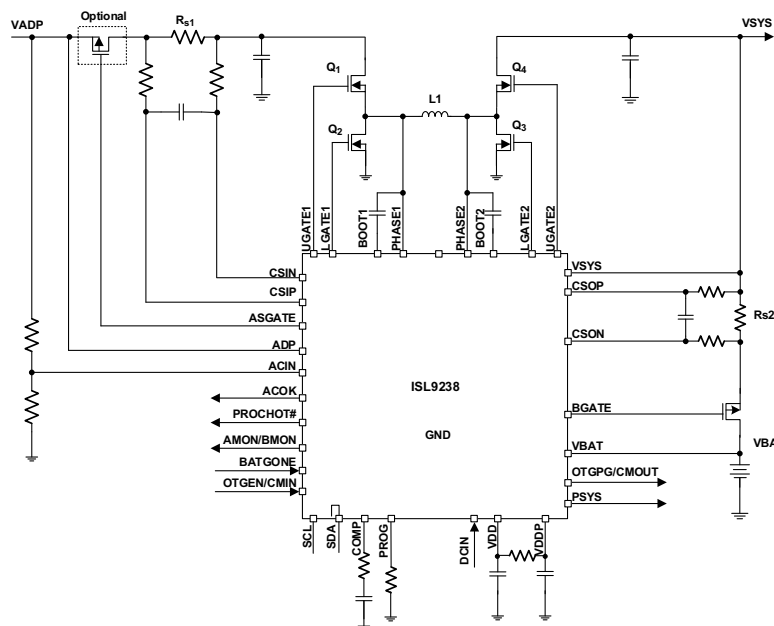 Optional
VADP
Rs1
VSYS
Q1
Q4
L1
Q2
Q3
UGATE1
LGATE1
BOOT1
PHASE1
PHASE2
BOOT2
LGATE2
UGATE2
CSIN
VSYS
CSIP
CSOP
Rs2
ASGATE
CSON
ADP
ACIN
ISL9238
ACOK
BGATE
PROCHOT#
GND
AMON/BMON
VBAT
VBA
BATGONE
OTGPG/CMOUT
OTGEN/CMIN
PSYS
SCL
SDA
COMP
PROG
DCIN
VDD
VDDP